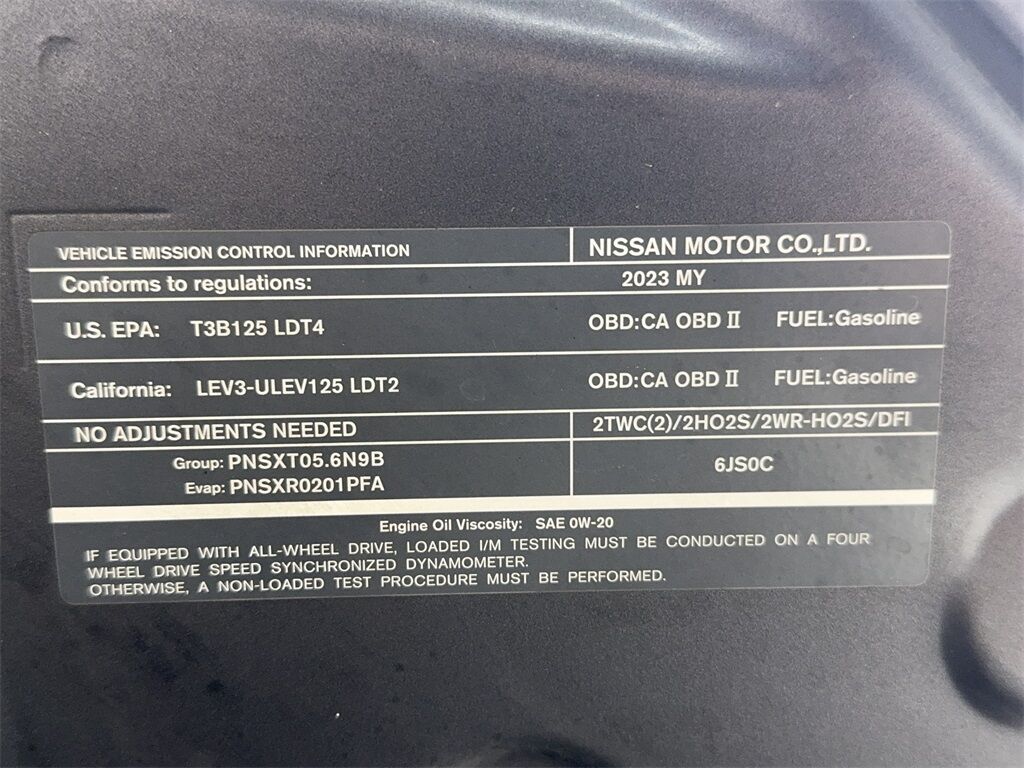 VEHICLE EMISSION CONTROL INFORMATION NISSAN MOTOR CO.,LTD.
Conforms to regulations: 2023 MY
U.S. EPA: T3B125 LDT4 OBD:CA OBD II FUEL:Gasoline
California: LEV3-ULEV125 LDT2 OBD:CA OBD II FUEL:Gasoline
NO ADJUSTMENTS NEEDED 2TWC(2)/2HO2S/2WR-HO2S/DFI
Group: PNSXT05.6N9B 6JS0C
Evap: PNSXR0201PFA
Engine Oil Viscosity: SAE 0W-20
IF EQUIPPED WITH ALL-WHEEL DRIVE, LOADED I/M TESTING MUST BE CONDUCTED ON A FOUR
WHEEL DRIVE SPEED SYNCHRONIZED DYNAMOMETER.
OTHERWISE, A NON-LOADED TEST PROCEDURE MUST BE PERFORMED.